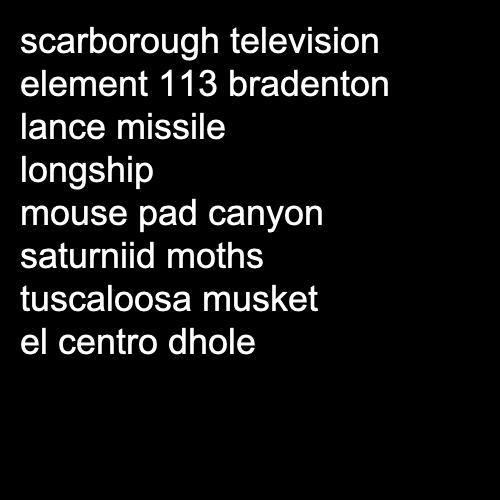 scarborough television
element 113 bradenton
lance missile
longship
mouse pad canyon
saturniid moths
tuscaloosa musket
el centro dhole